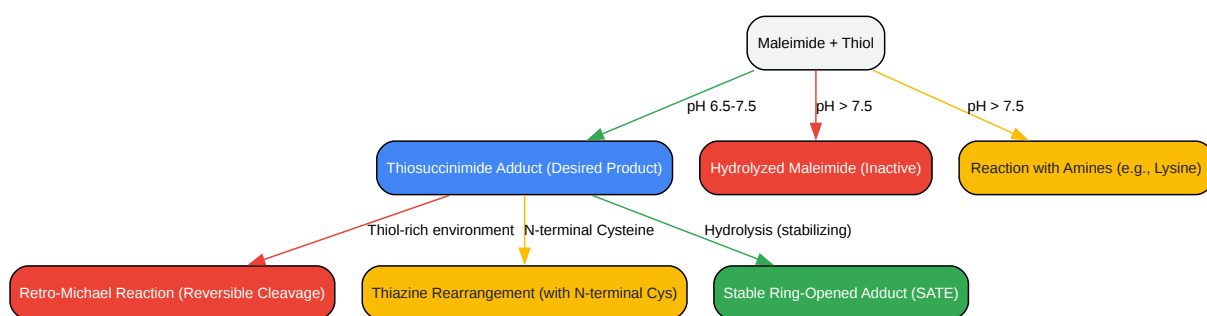 Maleimide + Thiol
pH 6.5-7.5
pH > 7.5
pH > 7.5
Thiosuccinimide Adduct (Desired Product)
Hydrolyzed Maleimide (Inactive)
Reaction with Amines (e.g., Lysine)
Thiol-rich environment
N-terminal Cysteine
Hydrolysis (stabilizing)
Retro-Michael Reaction (Reversible Cleavage)
Thiazine Rearrangement (with N-terminal Cys)
Stable Ring-Opened Adduct (SATE)